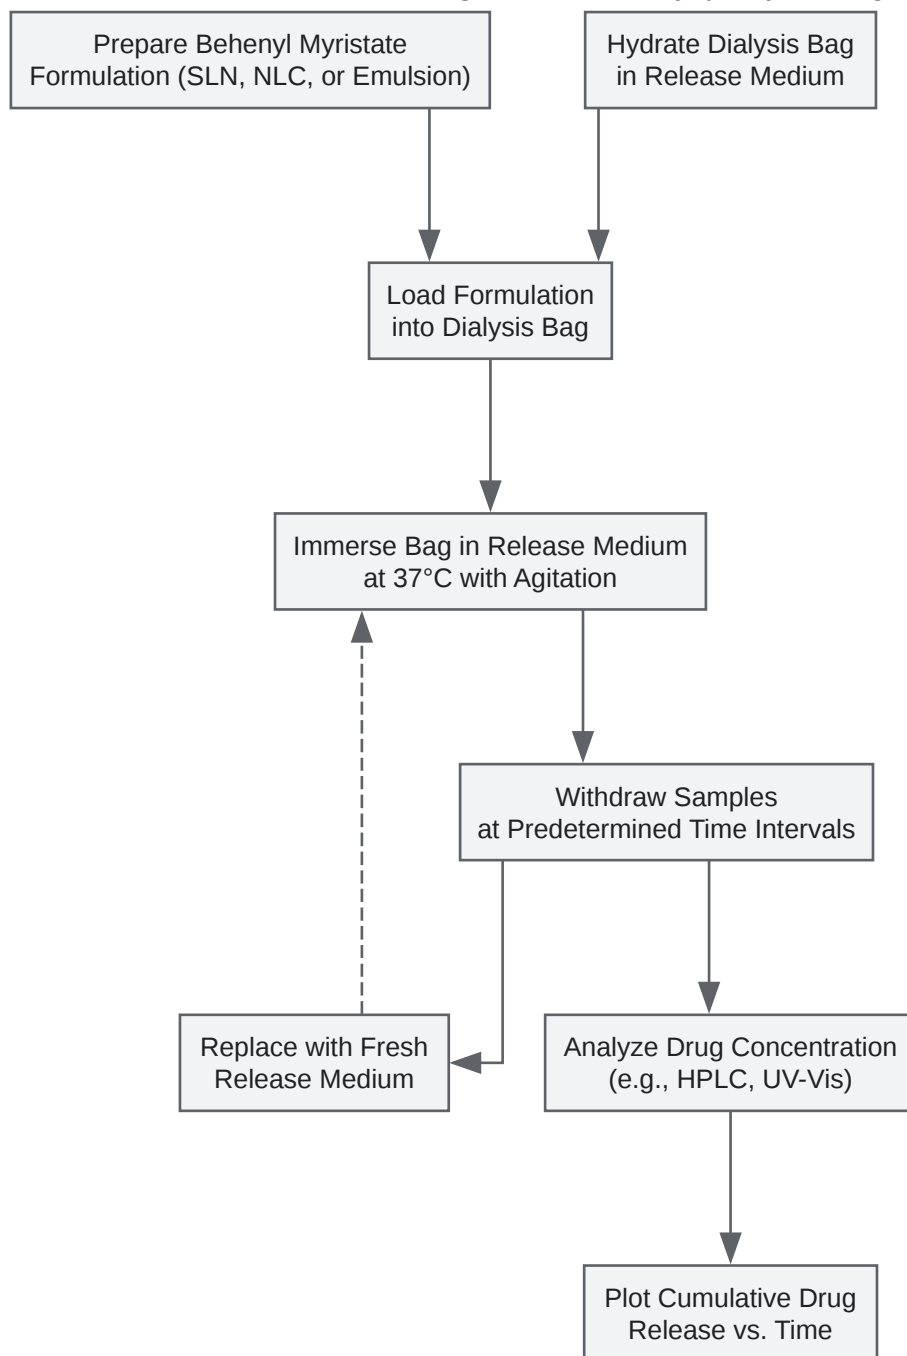 Prepare Behenyl Myristate
Formulation (SLN, NLC, or Emulsion)
Hydrate Dialysis Bag
in Release Medium
Load Formulation
into Dialysis Bag
Immerse Bag in Release Medium
at 37°C with Agitation
Withdraw Samples
at Predetermined Time Intervals
Replace with Fresh
Release Medium
Analyze Drug Concentration
(e.g., HPLC, UV-Vis)
Plot Cumulative Drug
Release vs. Time